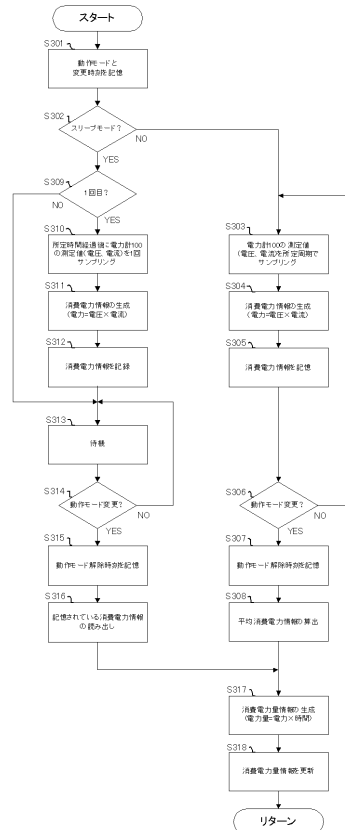 スタート
S301
動作モードと
変更時刻を記憶
S302
スリープモード?
NO
YES
S309
1回目?
NO
YES
S310
所定時間経過後に電力計100
の測定値(電圧、電流)を1回
サンプリング
S311
消費電力情報の生成
(電力=電圧×電流)
S312
消費電力情報を記録
S313
待機
S314
動作モード変更?
NO
YES
S315
動作モード解除時刻を記憶
S316
記憶されている消費電力情報
の読み出し
S303
電力計100の測定値
(電圧、電流)を所定周期で
サンプリング
S304
消費電力情報の生成
(電力=電圧×電流)
S305
消費電力情報を記憶
S306
動作モード変更?
NO
YES
S307
動作モード解除時刻を記憶
S308
平均消費電力情報の算出
S317
消費電力量情報の生成
(電力量=電力×時間)
S318
消費電力量情報を更新
リターン